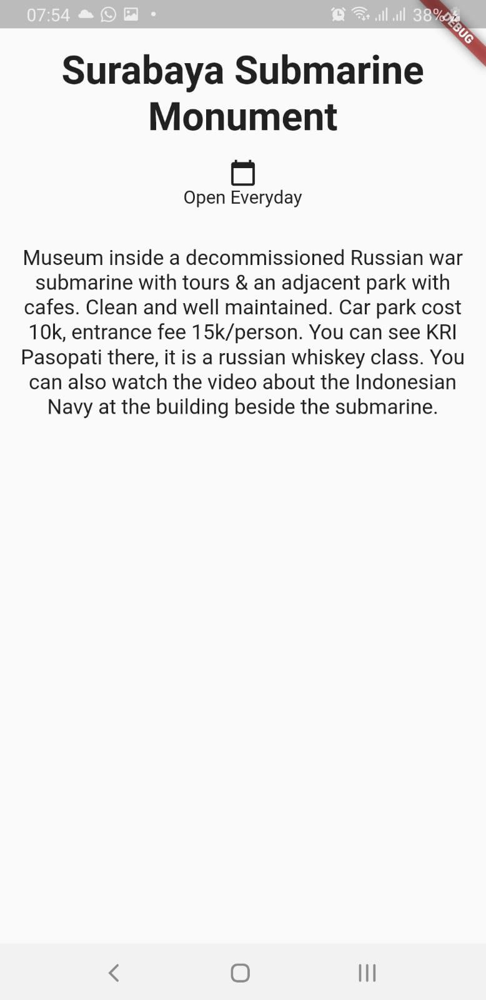 07:54
38%
DEBUG
Surabaya Submarine
Monument
Open Everyday
Museum inside a decommissioned Russian war
submarine with tours & an adjacent park with
cafes. Clean and well maintained. Car park cost
10k, entrance fee 15k/person. You can see KRI
Pasopati there, it is a russian whiskey class. You
can also watch the video about the Indonesian
Navy at the building beside the submarine.